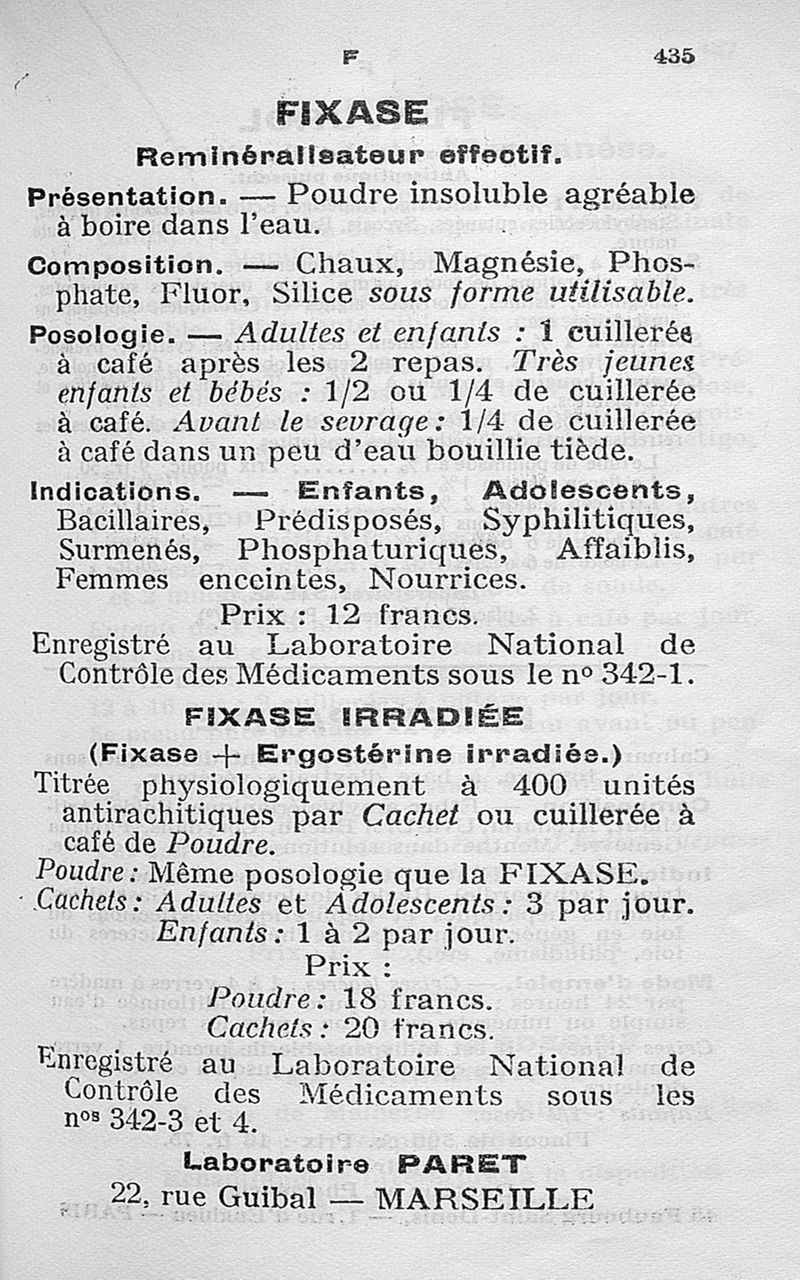 F 435
FIXASE
Reminéralisateur effectif.
Présentation. — Poudre insoluble agréable
à boire dans l'eau.
Composition. — Chaux, Magnésie, Phos-
phate, Fluor, Silice sous forme utilisable.
Posologie. — Adultes et enfants : 1 cuillerée
à café après les 2 repas. Très jeunes
enfants et bébés : 1/2 ou 1/4 de cuillerée
à café. Avant le sevrage : 1/4 de cuillerée
à café dans un peu d'eau bouillie tiède.
Indications. — Enfants, Adolescents,
Bacillaires, Prédisposés, Syphilitiques,
Surmenés, Phosphaturiques, Affaiblis,
Femmes enceintes, Nourrices.
Prix : 12 francs.
Enregistré au Laboratoire National de
Contrôle des Médicaments sous le nº 342-1.
FIXASE IRRADIÉE
(Fixase + Ergostérine irradiée.)
Titrée physiologiquement à 400 unités
antirachitiques par Cachet ou cuillerée à
café de Poudre.
Poudre : Même posologie que la FIXASE.
Cachets : Adultes et Adolescents : 3 par jour.
Enfants : 1 à 2 par jour.
Prix :
Poudre : 18 francs.
Cachets : 20 francs.
Enregistré au Laboratoire National de
Contrôle des Médicaments sous les
nos 342-3 et 4.
Laboratoire PARET
22, rue Guibal — MARSEILLE